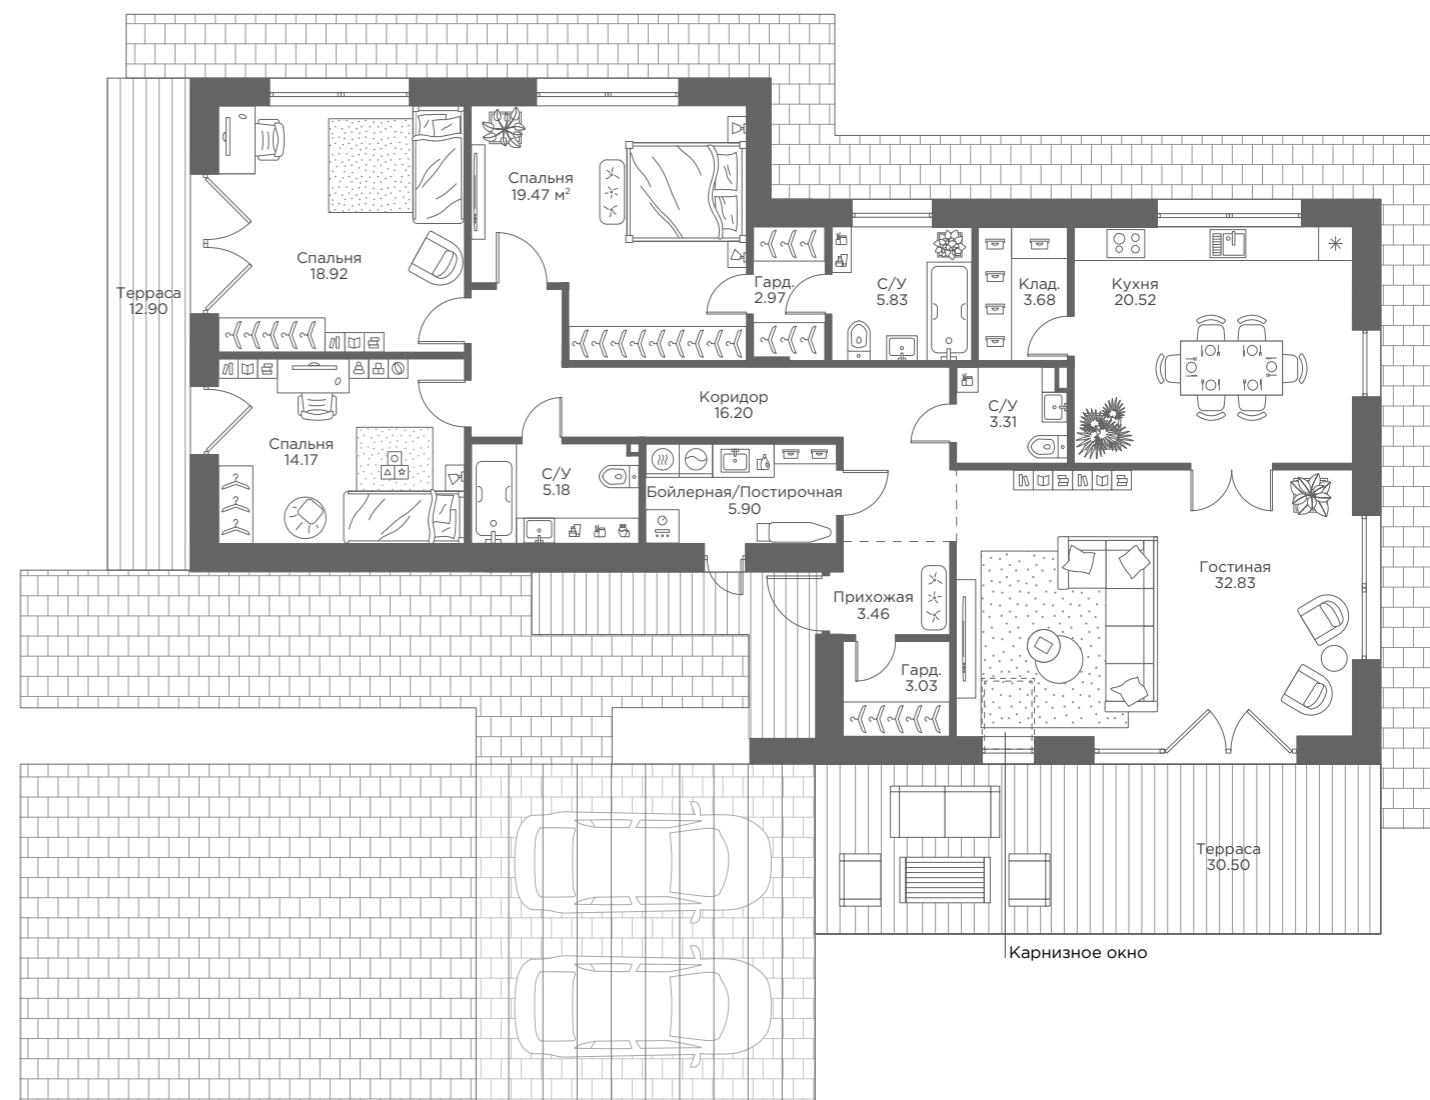 Спальня
19.47 м²
Спальня
18.92
Терраса
12.90
Гард.
2.97
С/У
5.83
Клад.
3.68
Кухня
20.52
Коридор
16.20
С/У
3.31
Спальня
14.17
С/У
5.18
Бойлерная/Постирочная
5.90
Гостиная
32.83
Прихожая
3.46
Гард.
3.03
Терраса
30.50
Карнизное окно